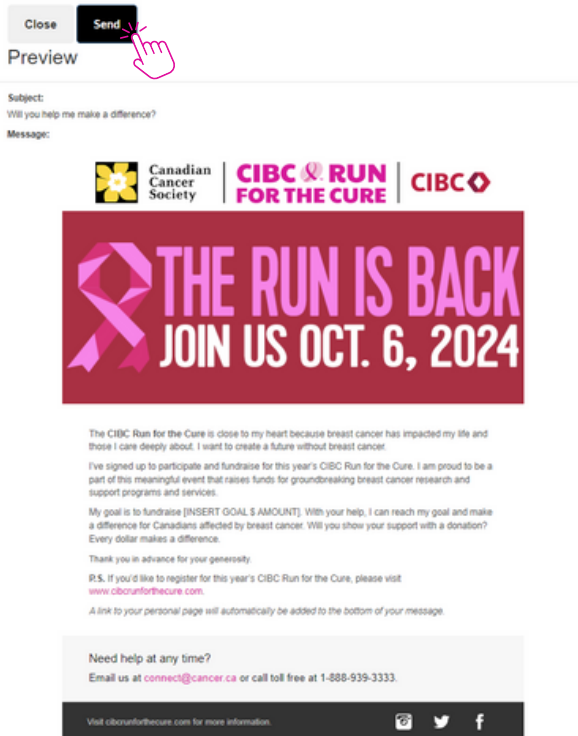 Close Send
Preview
Subject:
Will you help me make a difference?
Message:
Canadian
Cancer
Society
CIBC RUN
FOR THE CURE
CIBC
THE RUN IS BACK
JOIN US OCT. 6, 2024
The CIBC Run for the Cure is close to my heart because breast cancer has impacted my life and
those I care deeply about. I want to create a future without breast cancer.
I've signed up to participate and fundraise for this year's CIBC Run for the Cure. I am proud to be a
part of this meaningful event that raises funds for groundbreaking breast cancer research and
support programs and services.
My goal is to fundraise [INSERT GOAL $ AMOUNT]. With your help, I can reach my goal and make
a difference for Canadians affected by breast cancer. Will you show your support with a donation?
Every dollar makes a difference.
Thank you in advance for your generosity.
P.S. If you'd like to register for this year's CIBC Run for the Cure, please visit
www.cibcrunforthecure.com.
A link to your personal page will automatically be added to the bottom of your message.
Need help at any time?
Email us at connect@cancer.ca or call toll free at 1-888-939-3333.
Visit cibcrunforthecure.com for more information.